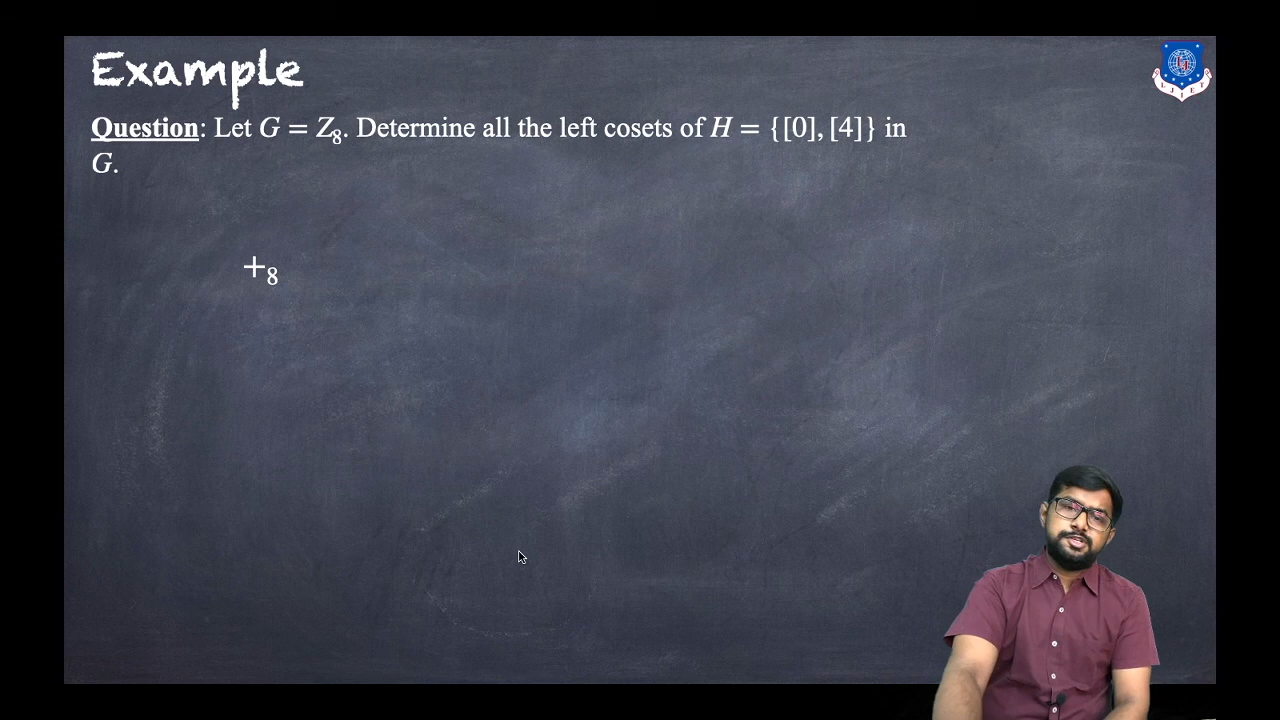 Example
Question: Let G = Z₈. Determine all the left cosets of H = {[0], [4]} in
G.
+₈